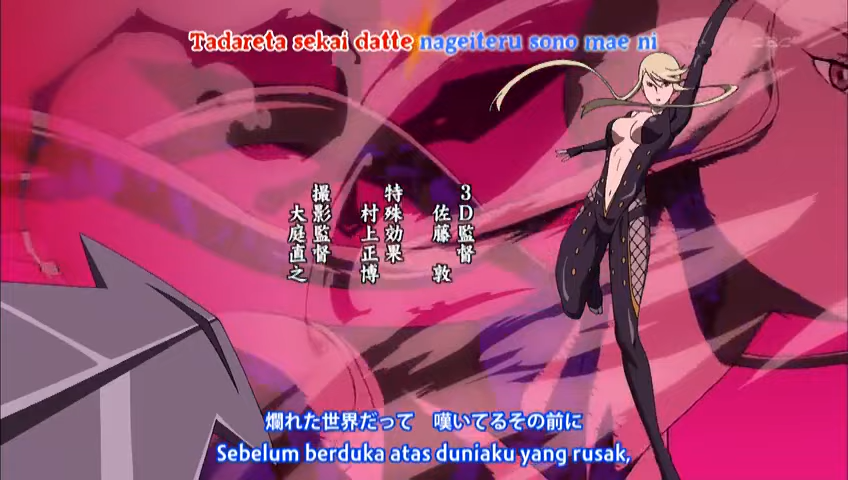 Tadareta sekai datte nageiteru sono mae ni
3D監督
佐藤 敦
特殊効果
村上正博
撮影監督
大庭直之
爛れた世界だって 嘆いてるその前に
Sebelum berduka atas duniaku yang rusak,